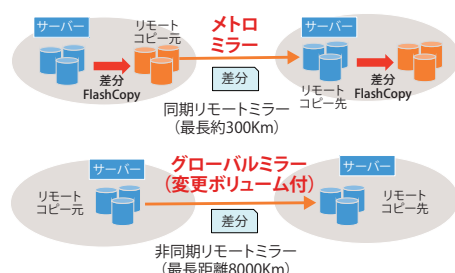 サーバー
リモート
コピー元
差分
FlashCopy
メトロ
ミラー
差分
同期リモートミラー
（最長約300Km）
サーバー
リモート
コピー先
差分
FlashCopy
サーバー
リモート
コピー元
グローバルミラー
（変更ボリューム付）
差分
非同期リモートミラー
（最長距離8000Km）
サーバー
リモート
コピー先